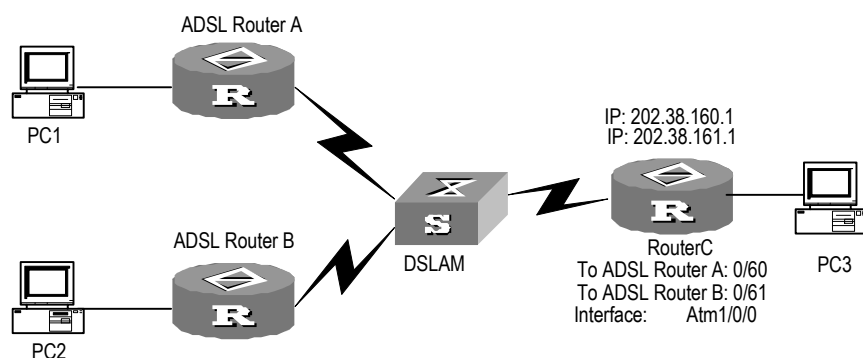 ADSL Router A
R
PC1
IP: 202.38.160.1
IP: 202.38.161.1
ADSL Router B
S
R
DSLAM
RouterC
PC3
To ADSL Router A: 0/60
To ADSL Router B: 0/61
Interface: Atm1/0/0
R
PC2